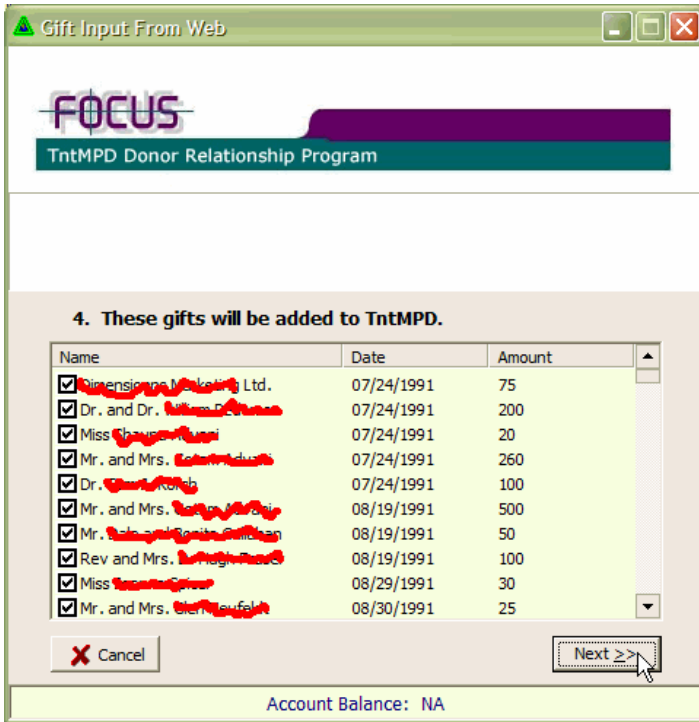 Gift Input From Web
FOCUS
TntMPD Donor Relationship Program
4. These gifts will be added to TntMPD.
Name Date Amount
Ltd. 07/24/1991 75
Dr. and Dr. 07/24/1991 200
Miss 07/24/1991 20
Mr. and Mrs. 07/24/1991 260
Dr. 07/24/1991 100
Mr. and Mrs. 08/19/1991 500
Mr. 08/19/1991 50
Rev and Mrs. 08/19/1991 100
Miss 08/29/1991 30
Mr. and Mrs. 08/30/1991 25
Cancel Next >>
Account Balance: NA